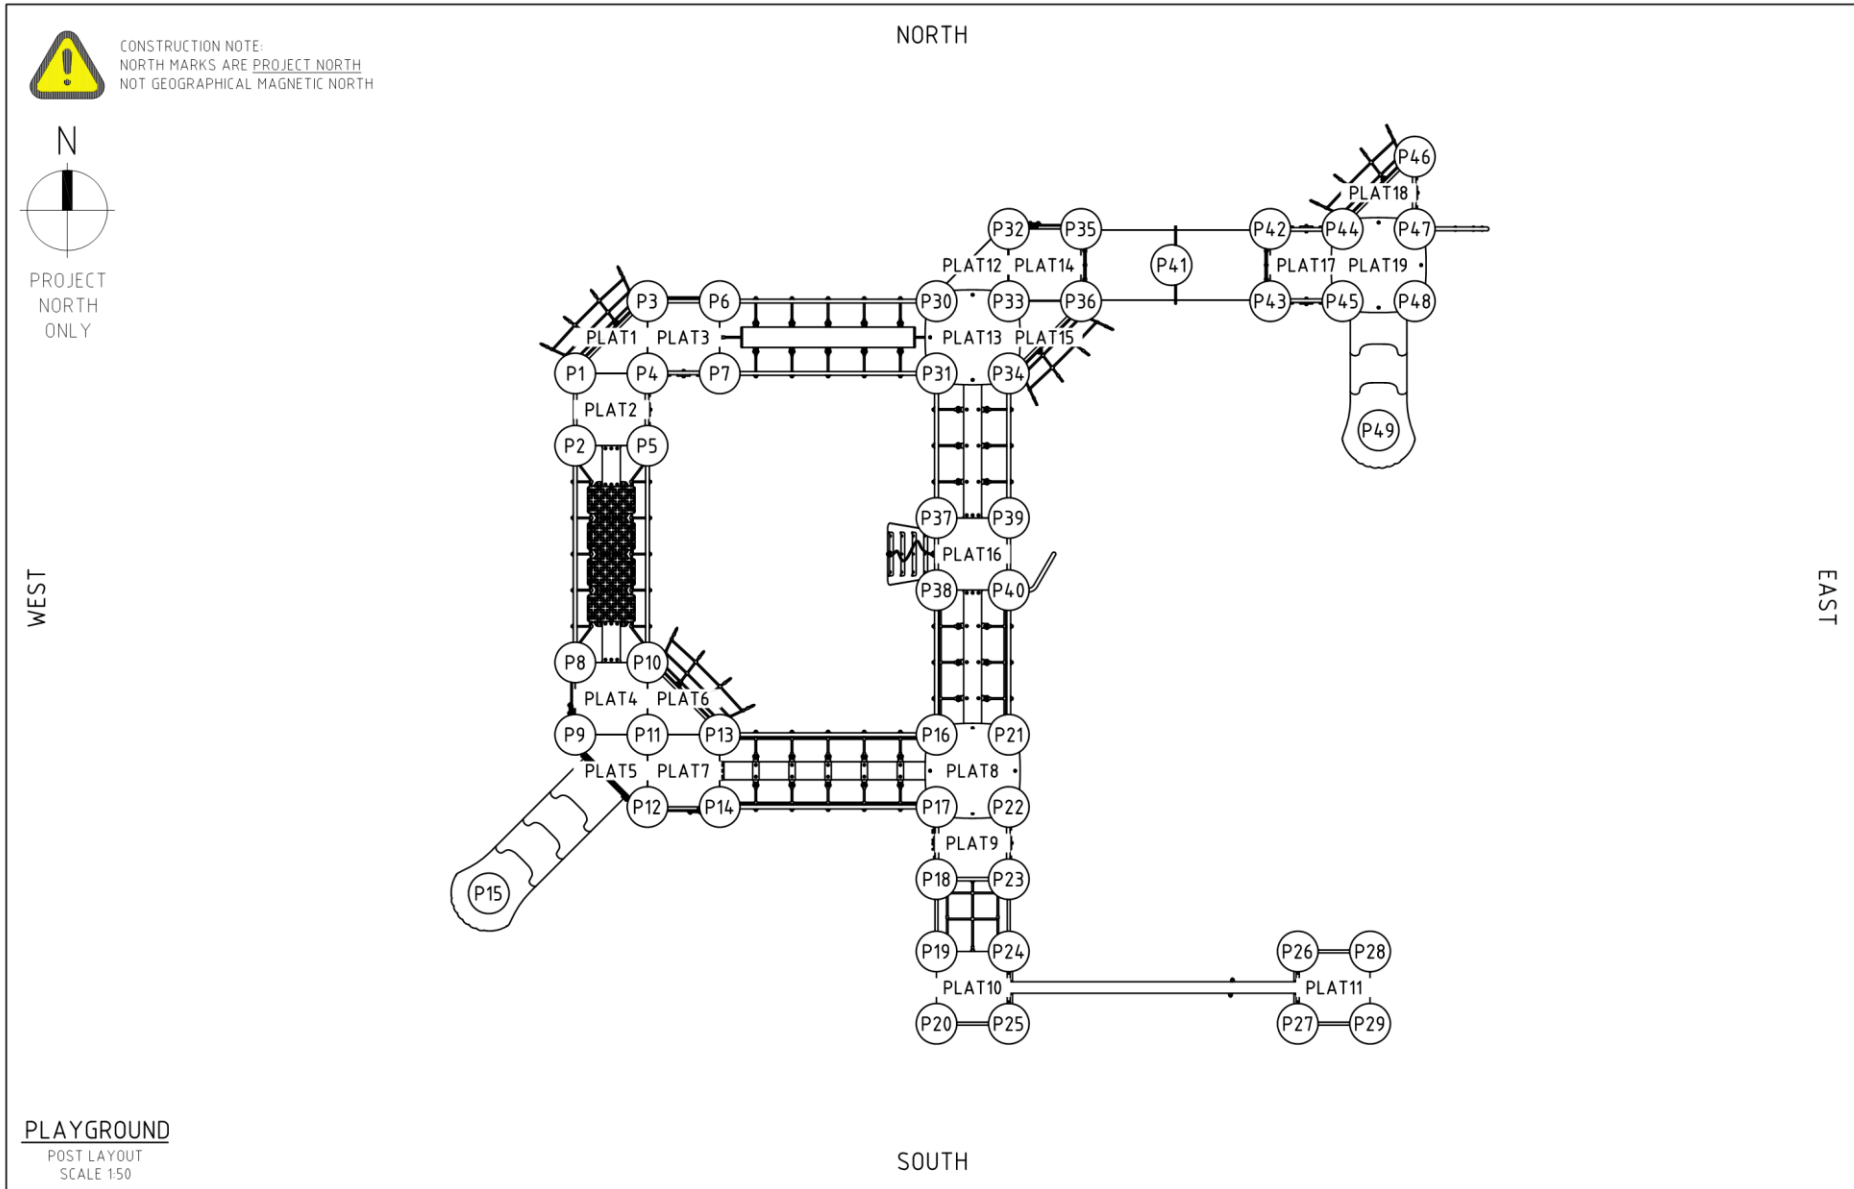 NORTH
CONSTRUCTION NOTE:
NORTH MARKS ARE PROJECT NORTH
NOT GEOGRAPHICAL MAGNETIC NORTH
N
PROJECT
NORTH
ONLY
P46
PLAT18
P32 P35 P42 P44 P47
PLAT12 PLAT14 P41 PLAT17 PLAT19
P3 P6 P30 P33 P36 P43 P45 P48
PLAT1 PLAT3 PLAT13 PLAT15
P1 P4 P7 P31 P34
PLAT2
P49
P2 P5
P37 P39
PLAT16
WEST
EAST
P38 P40
P8 P10
PLAT4 PLAT6
P9 P11 P13 P16 P21
PLAT5 PLAT7 PLAT8
P12 P14 P17 P22
PLAT9
P15 P18 P23
P19 P24 P26 P28
PLAT10 PLAT11
P20 P25 P27 P29
PLAYGROUND
POST LAYOUT
SCALE 1:50
SOUTH